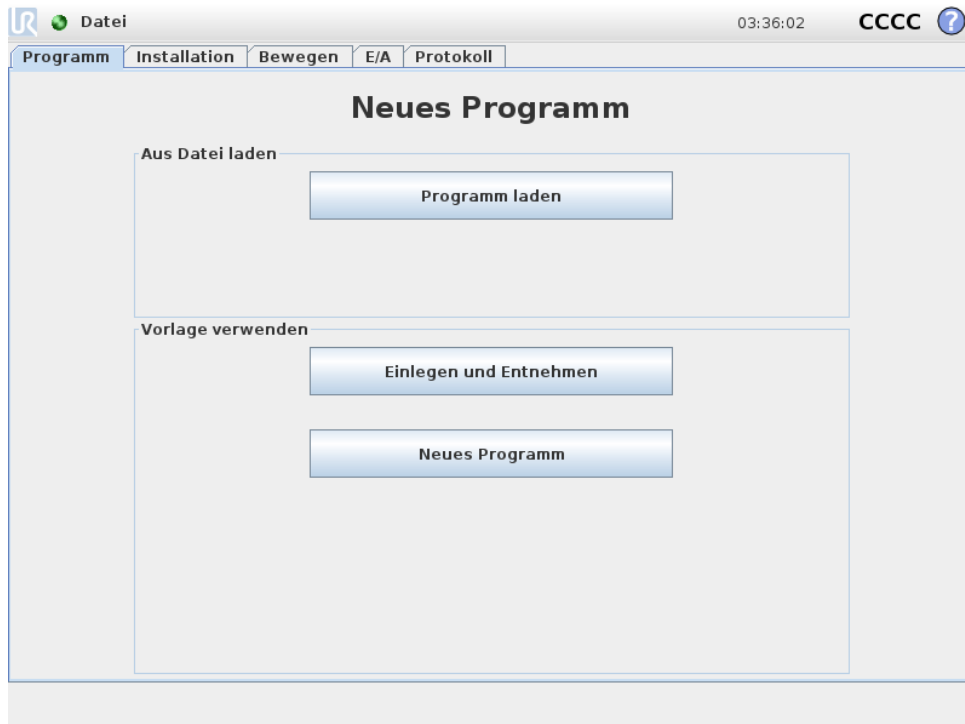 UR Datei 03:36:02 CCCC ?
Programm Installation Bewegen E/A Protokoll
Neues Programm
Aus Datei laden
Programm laden
Vorlage verwenden
Einlegen und Entnehmen
Neues Programm